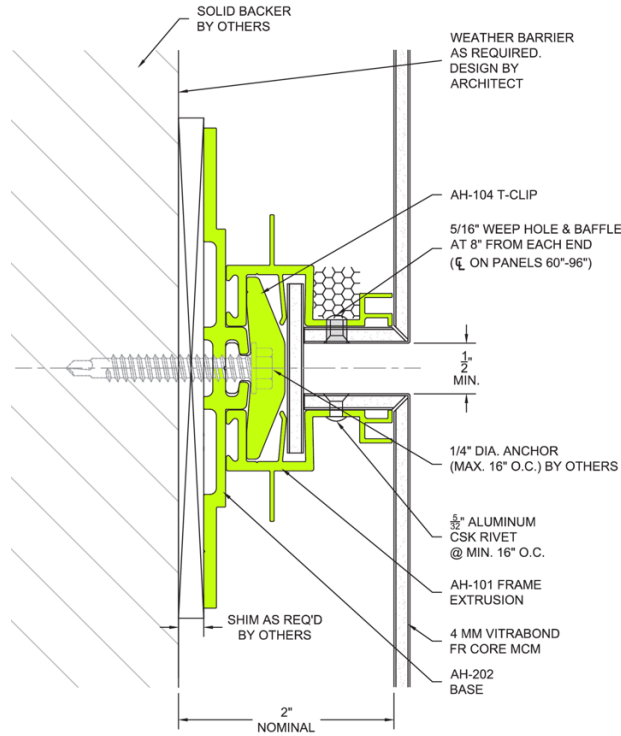 SOLID BACKER
BY OTHERS
WEATHER BARRIER
AS REQUIRED.
DESIGN BY
ARCHITECT
AH-104 T-CLIP
5/16" WEEP HOLE & BAFFLE
AT 8" FROM EACH END
(℄ ON PANELS 60"-96")
1/2"
MIN.
1/4" DIA. ANCHOR
(MAX. 16" O.C.) BY OTHERS
5/32" ALUMINUM
CSK RIVET
@ MIN. 16" O.C.
AH-101 FRAME
EXTRUSION
SHIM AS REQ'D
BY OTHERS
4 MM VITRABOND
FR CORE MCM
AH-202
BASE
2"
NOMINAL